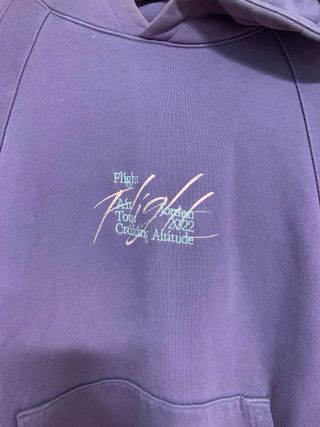 Flight
Flight
Air Jordan
Tour 2022
Cruising Altitude